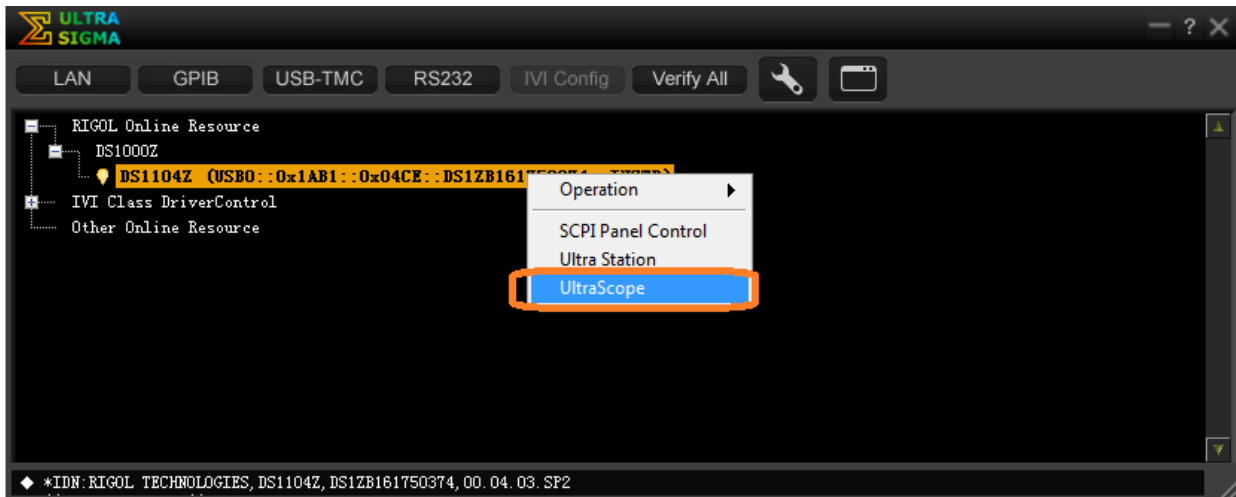 ULTRA
SIGMA
?
LAN GPIB USB-TMC RS232 IVI Config Verify All
RIGOL Online Resource
DS1000Z
DS1104Z (USB0::0x1AB1::0x04CE::DS1ZB161
Operation
IVI Class DriverControl
SCPI Panel Control
Other Online Resource
Ultra Station
UltraScope
*IDN:RIGOL TECHNOLOGIES,DS1104Z,DS1ZB161750374,00.04.03.SP2